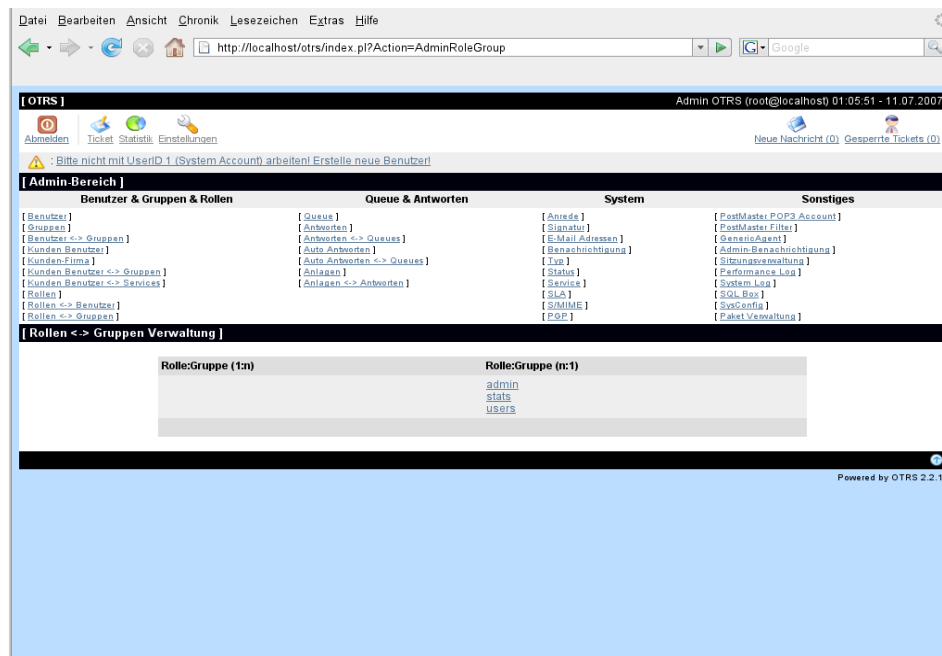 Datei Bearbeiten Ansicht Chronik Lesezeichen Extras Hilfe
http://localhost/otrs/index.pl?Action=AdminRoleGroup
G Google
[ OTRS ] Admin OTRS (root@localhost) 01:05:51 - 11.07.2007
Abmelden Ticket Statistik Einstellungen Neue Nachricht (0) Gesperrte Tickets (0)
: Bitte nicht mit UserID 1 (System Account) arbeiten! Erstelle neue Benutzer!
[ Admin-Bereich ]
Benutzer & Gruppen & Rollen Queue & Antworten System Sonstiges
[ Benutzer ] [ Queue ] [ Anrede ] [ PostMaster POP3 Account ]
[ Gruppen ] [ Antworten ] [ Signatur ] [ PostMaster Filter ]
[ Benutzer <-> Gruppen ] [ Antworten <-> Queues ] [ E-Mail Adressen ] [ GenericAgent ]
[ Kunden Benutzer ] [ Auto Antworten ] [ Benachrichtigung ] [ Admin-Benachrichtigung ]
[ Kunden-Firma ] [ Auto Antworten <-> Queues ] [ Typ ] [ Sitzungsverwaltung ]
[ Kunden Benutzer <-> Gruppen ] [ Anlagen ] [ Status ] [ Performance Log ]
[ Kunden Benutzer <-> Services ] [ Anlagen <-> Antworten ] [ Service ] [ System Log ]
[ Rollen ] [ SLA ] [ SQL Box ]
[ Rollen <-> Benutzer ] [ S/MIME ] [ SysConfig ]
[ Rollen <-> Gruppen ] [ PGP ] [ Paket Verwaltung ]
[ Rollen <-> Gruppen Verwaltung ]
Rolle:Gruppe (1:n) Rolle:Gruppe (n:1)
admin
stats
users
Powered by OTRS 2.2.1